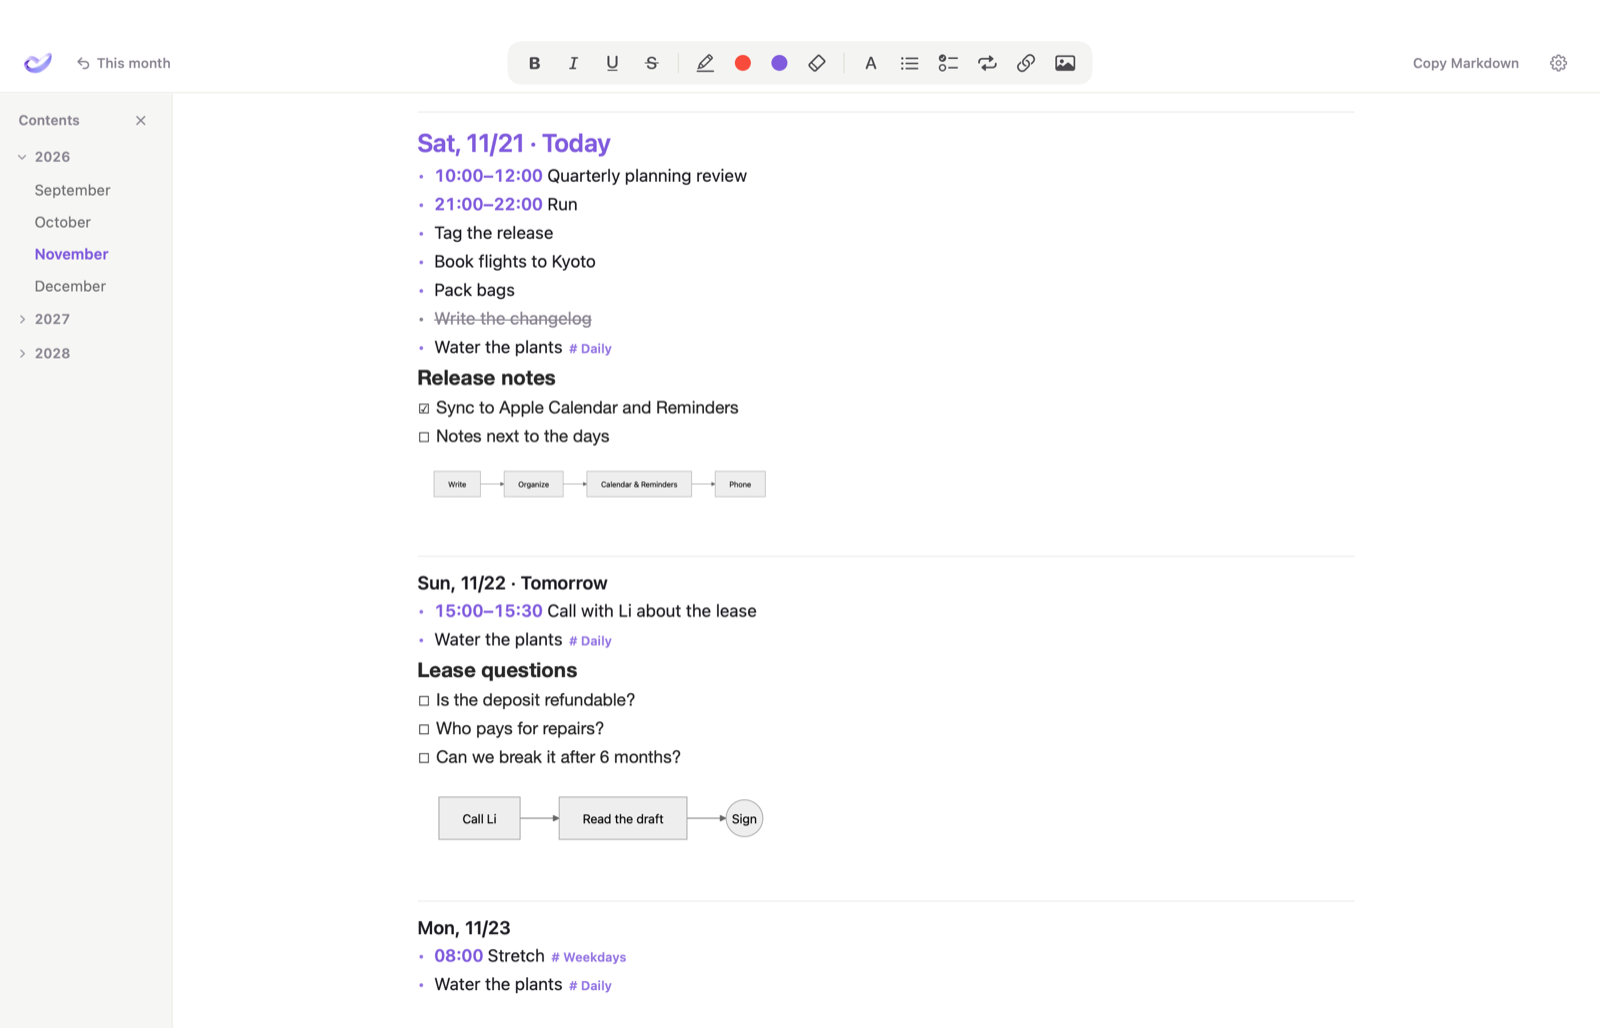 This month
B I U S
A
Copy Markdown
Contents
2026
September
October
November
December
2027
2028
Sat, 11/21 · Today
10:00–12:00 Quarterly planning review
21:00–22:00 Run
Tag the release
Book flights to Kyoto
Pack bags
Write the changelog
Water the plants # Daily
Release notes
Sync to Apple Calendar and Reminders
Notes next to the days
Write Organize Calendar & Reminders Phone
Sun, 11/22 · Tomorrow
15:00–15:30 Call with Li about the lease
Water the plants # Daily
Lease questions
Is the deposit refundable?
Who pays for repairs?
Can we break it after 6 months?
Call Li Read the draft Sign
Mon, 11/23
08:00 Stretch # Weekdays
Water the plants # Daily